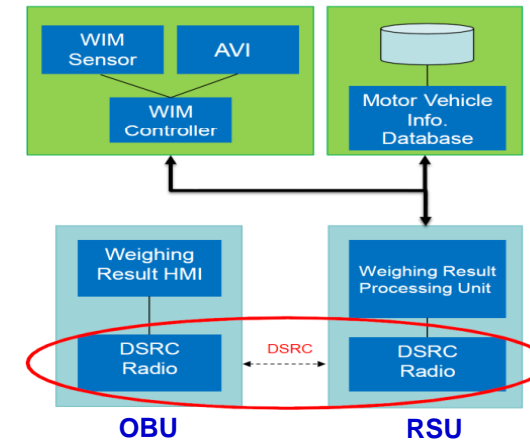 WIM
Sensor
AVI
WIM
Controller
Motor Vehicle
Info.
Database
Weighing
Result HMI
Weighing Result
Processing Unit
DSRC
Radio
DSRC
DSRC
Radio
OBU
RSU